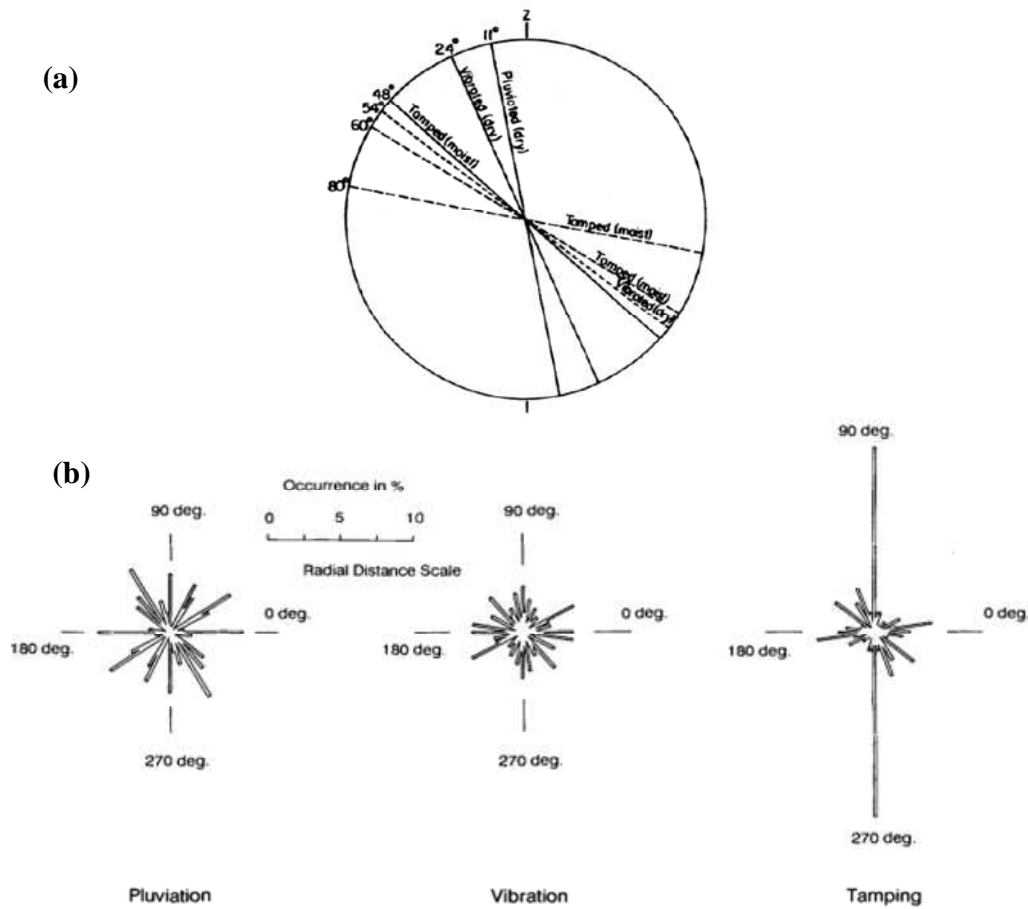 (a)
Z
11°
24°
48°
54°
60°
80°
Pluviated (dry)
Vibrated (dry)
Tamped (moist)
Tamped (moist)
Tamped (moist)
Vibrated (dry)
(b)
Occurrence in %
0 5 10
Radial Distance Scale
90 deg.
0 deg.
180 deg.
270 deg.
Pluviation
90 deg.
0 deg.
180 deg.
270 deg.
Vibration
90 deg.
0 deg.
180 deg.
270 deg.
Tamping